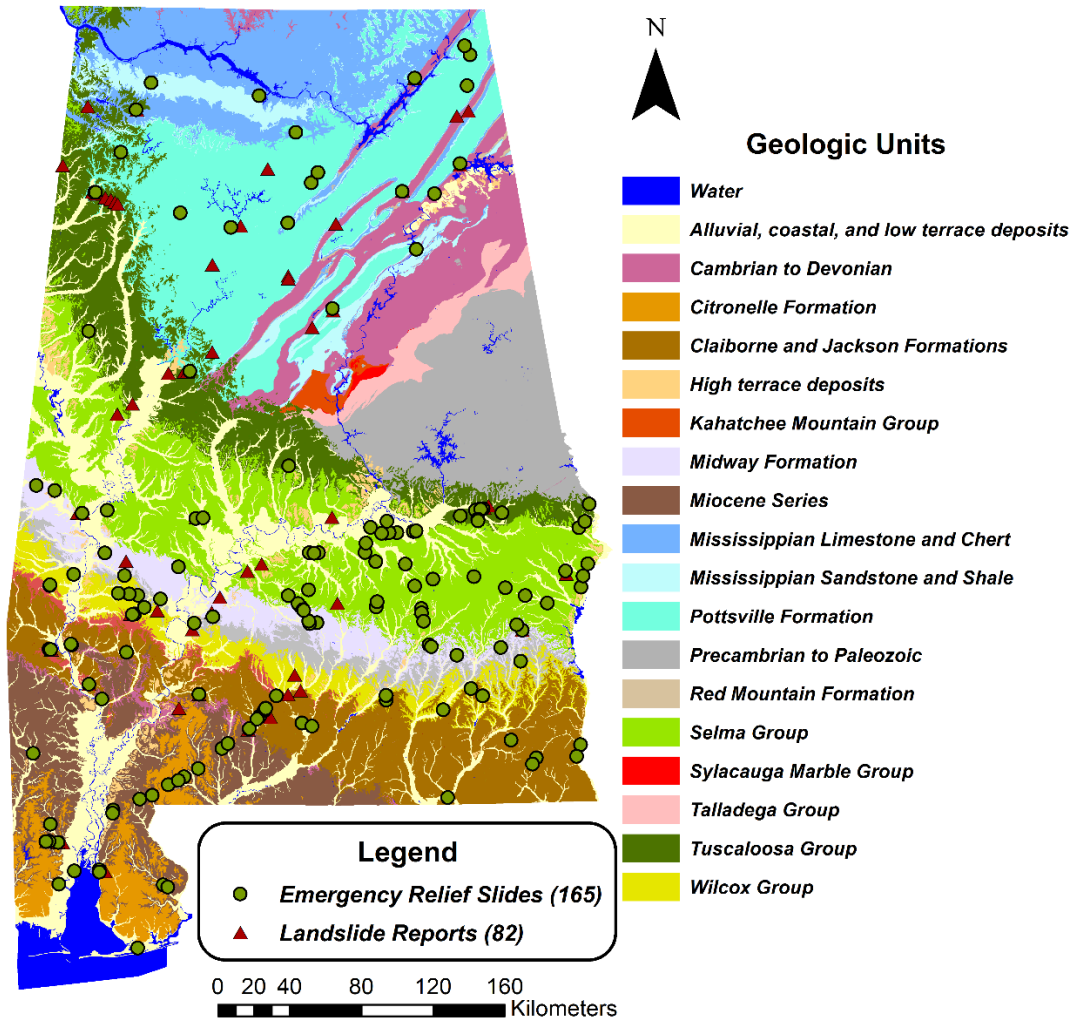 N
Geologic Units
Water
Alluvial, coastal, and low terrace deposits
Cambrian to Devonian
Citronelle Formation
Claiborne and Jackson Formations
High terrace deposits
Kahatchee Mountain Group
Midway Formation
Miocene Series
Mississippian Limestone and Chert
Mississippian Sandstone and Shale
Pottsville Formation
Precambrian to Paleozoic
Red Mountain Formation
Selma Group
Sylacauga Marble Group
Talladega Group
Tuscaloosa Group
Wilcox Group
Legend
Emergency Relief Slides (165)
Landslide Reports (82)
0 20 40 80 120 160
Kilometers